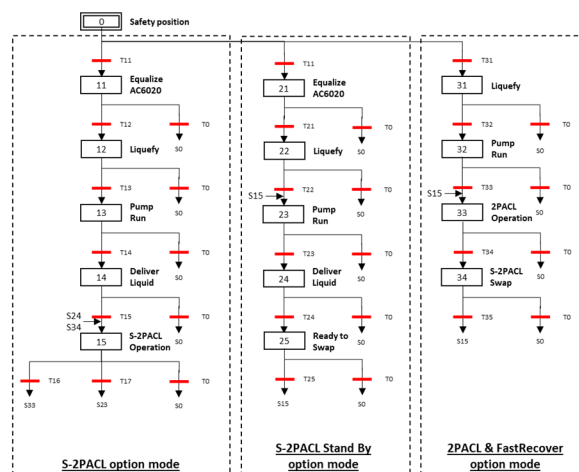 0 Safety position
T11 T11 T31
11 Equalize
AC6020
21 Equalize
AC6020
31 Liquefy
T12 T0 T21 T0 T32 T0
S0 S0 S0
12 Liquefy
22 Liquefy
32 Pump
Run
T13 T0 T22 T0 T33 T0
S15 S15
S0 S0 S0
13 Pump
Run
23 Pump
Run
33 2PACL
Operation
T14 T0 T23 T0 T34 T0
S0 S0 S0
14 Deliver
Liquid
24 Deliver
Liquid
34 S-2PACL
Swap
S24
S34
T15 T0 T24 T0 T35 T0
S0 S0 S15 S0
15 S-2PACL
Operation
25 Ready to
Swap
T16 T17 T0 T25 T0
S33 S23 S0 S15 S0
S-2PACL option mode
S-2PACL Stand By
option mode
2PACL & FastRecover
option mode